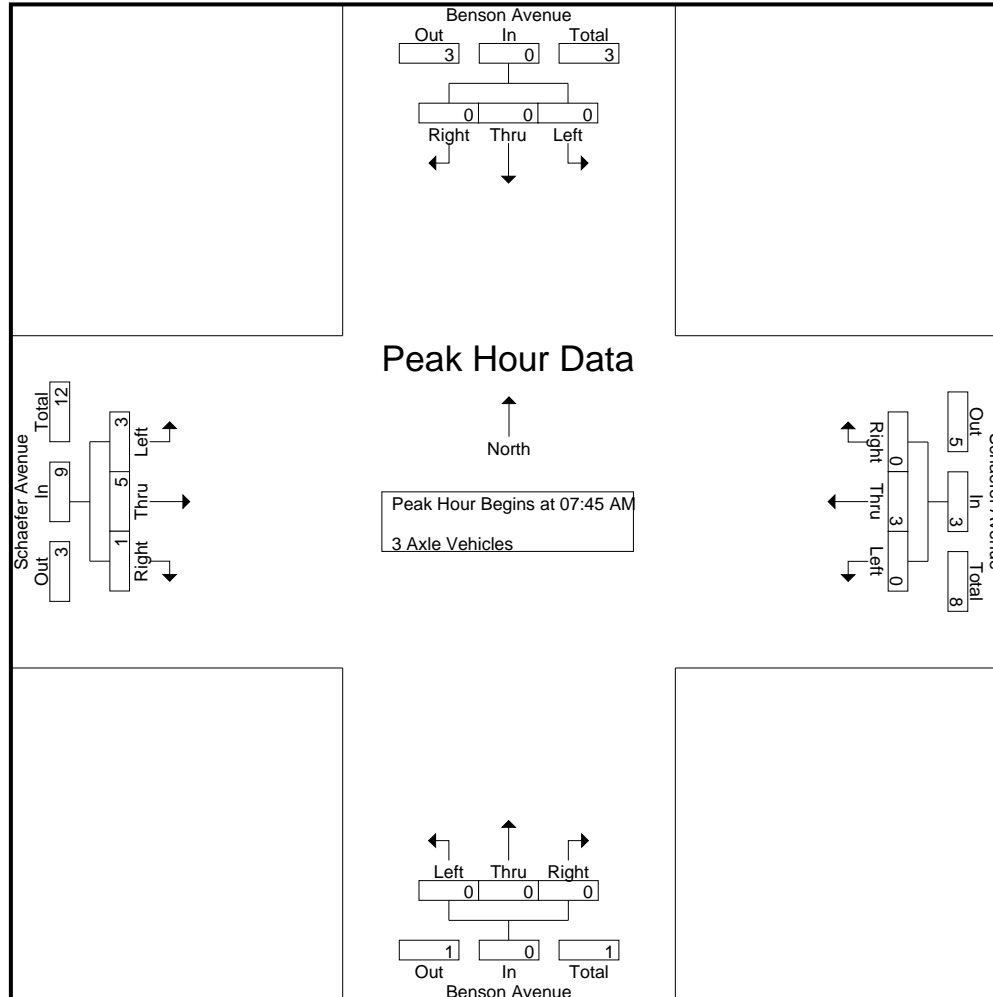 Benson Avenue
Out In Total
3 0 3
0 0 0
Right Thru Left
Peak Hour Data
North
Peak Hour Begins at 07:45 AM
3 Axle Vehicles
Schaefer Avenue
Total In Out
12 9 3
3 5 1
Left Thru Right
Right Thru Left
0 3 0
5 3 8
Out In Total
Left Thru Right
0 0 0
1 0 1
Out In Total
Benson Avenue